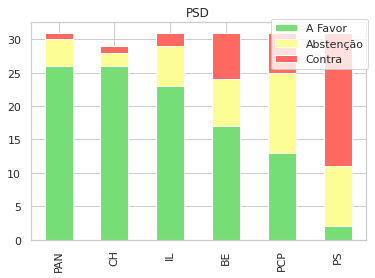 PSD
A Favor
Abstenção
Contra
30
25
20
15
10
5
0
PAN
CH
IL
BE
PCP
PS